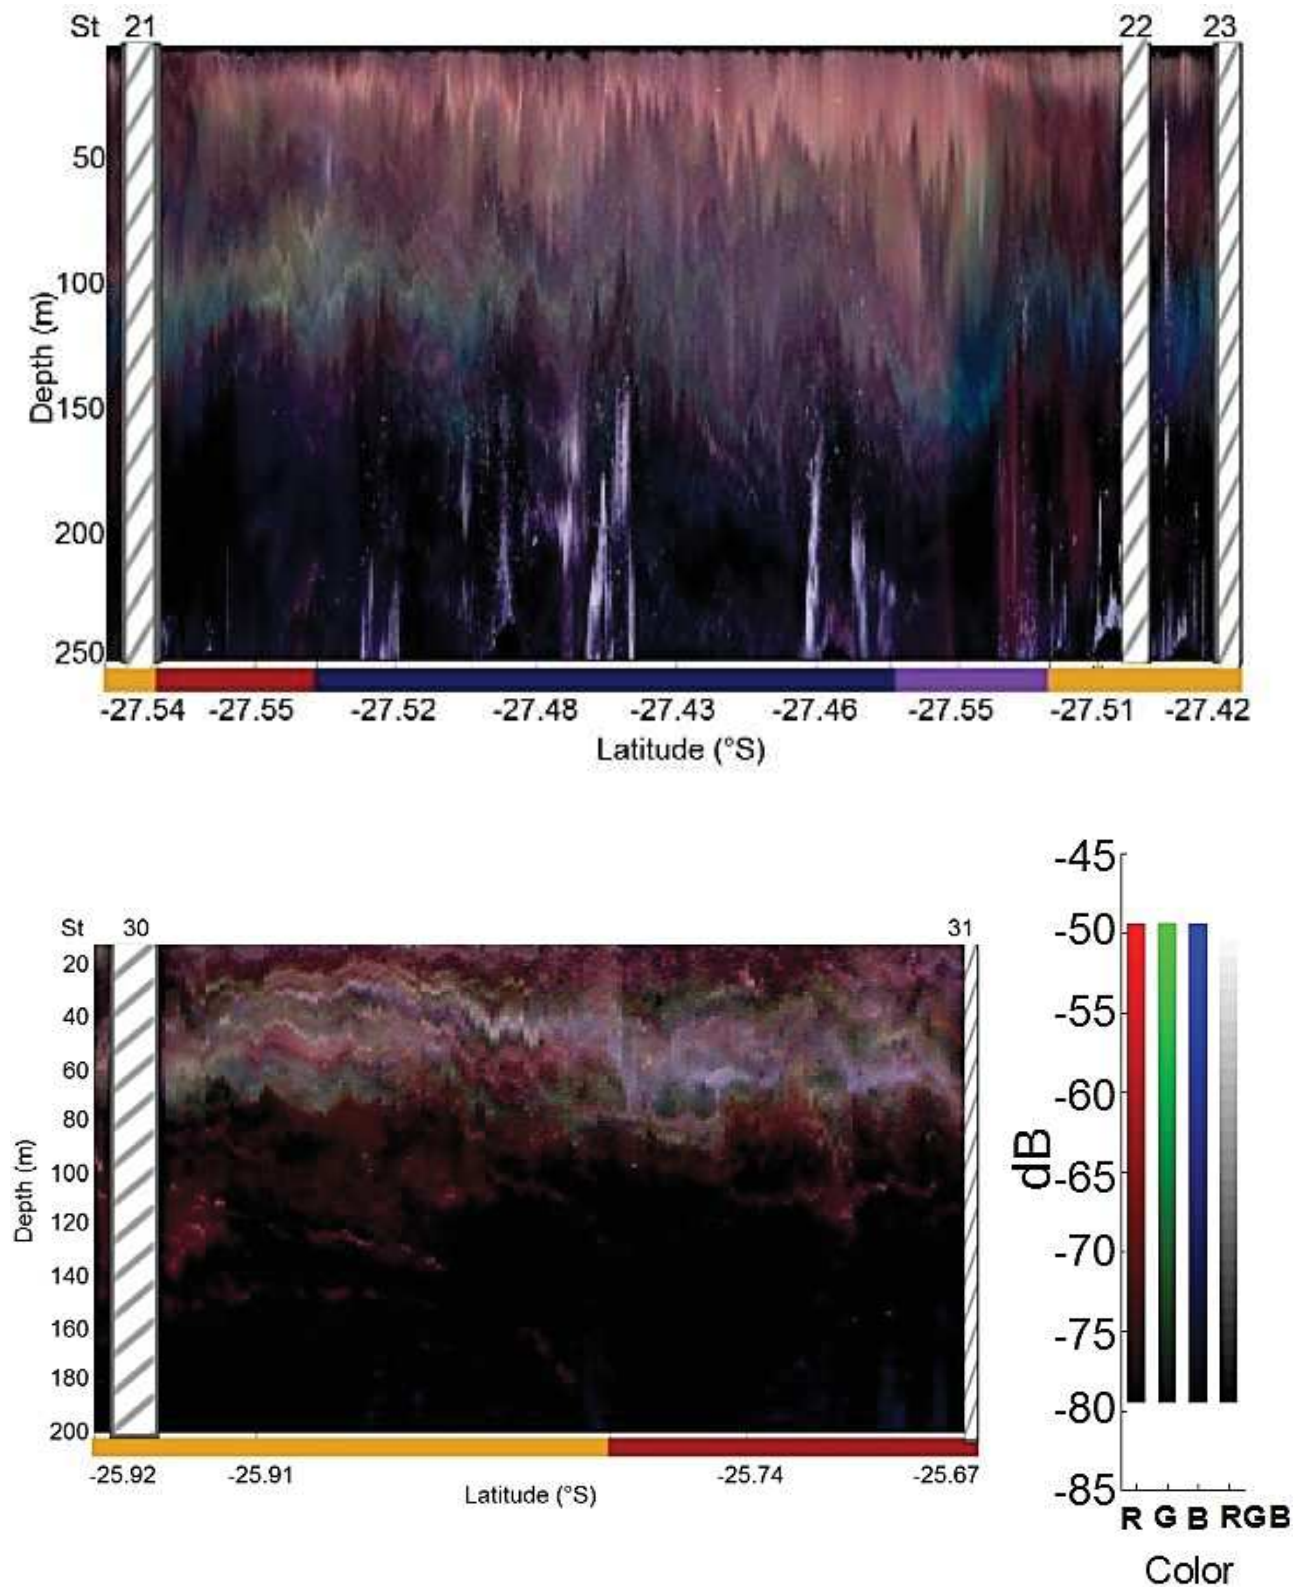 St 21 22 23
50
100
150
200
250
Depth (m)
-27.54 -27.55 -27.52 -27.48 -27.43 -27.46 -27.55 -27.51 -27.42
Latitude (°S)
St 30 31
20
40
60
80
100
120
140
160
180
200
Depth (m)
-25.92 -25.91 -25.74 -25.67
Latitude (°S)
-45
-50
-55
-60
-65
-70
-75
-80
-85
dB
R G B RGB
Color